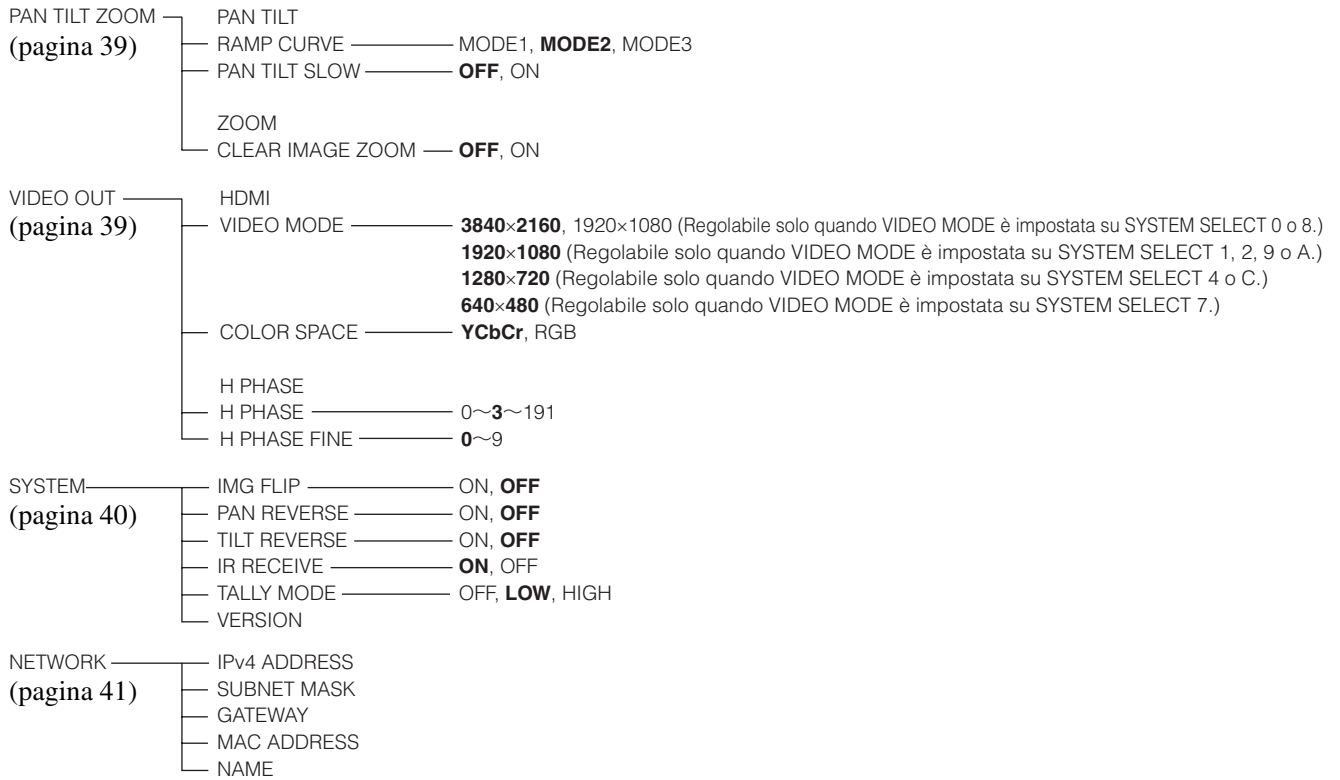 PAN TILT ZOOM
(pagina 39)
PAN TILT
RAMP CURVE MODE1, MODE2, MODE3
PAN TILT SLOW OFF, ON
ZOOM
CLEAR IMAGE ZOOM OFF, ON
VIDEO OUT
(pagina 39)
HDMI
VIDEO MODE 3840×2160, 1920×1080 (Regolabile solo quando VIDEO MODE è impostata su SYSTEM SELECT 0 o 8.)
1920×1080 (Regolabile solo quando VIDEO MODE è impostata su SYSTEM SELECT 1, 2, 9 o A.)
1280×720 (Regolabile solo quando VIDEO MODE è impostata su SYSTEM SELECT 4 o C.)
640×480 (Regolabile solo quando VIDEO MODE è impostata su SYSTEM SELECT 7.)
COLOR SPACE YCbCr, RGB
H PHASE
H PHASE 0～3～191
H PHASE FINE 0～9
SYSTEM
(pagina 40)
IMG FLIP ON, OFF
PAN REVERSE ON, OFF
TILT REVERSE ON, OFF
IR RECEIVE ON, OFF
TALLY MODE OFF, LOW, HIGH
VERSION
NETWORK
(pagina 41)
IPv4 ADDRESS
SUBNET MASK
GATEWAY
MAC ADDRESS
NAME